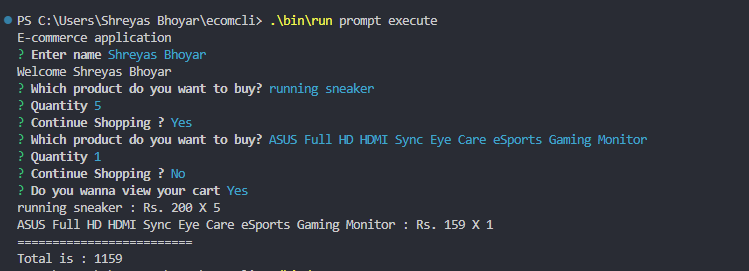 PS C:\Users\Shreyas Bhoyar\ecomcli> .\bin\run prompt execute
E-commerce application
? Enter name Shreyas Bhoyar
Welcome Shreyas Bhoyar
? Which product do you want to buy? running sneaker
? Quantity 5
? Continue Shopping ? Yes
? Which product do you want to buy? ASUS Full HD HDMI Sync Eye Care eSports Gaming Monitor
? Quantity 1
? Continue Shopping ? No
? Do you wanna view your cart Yes
running sneaker : Rs. 200 X 5
ASUS Full HD HDMI Sync Eye Care eSports Gaming Monitor : Rs. 159 X 1
=========================
Total is : 1159